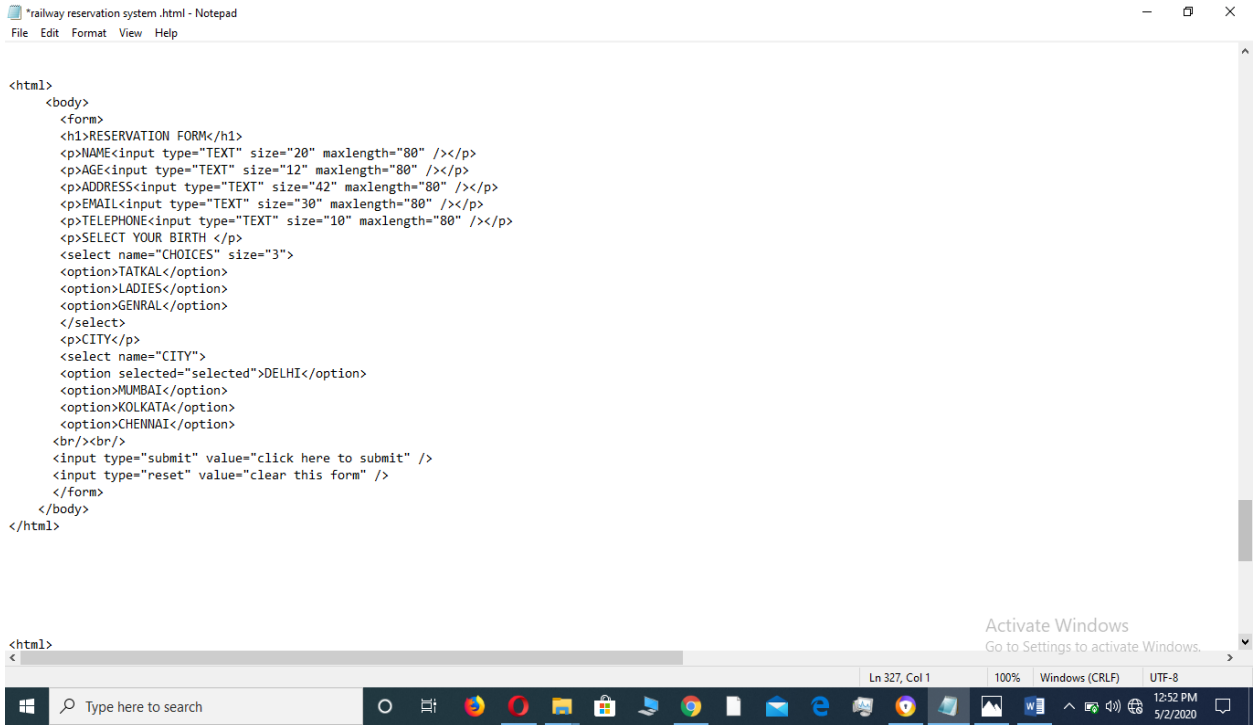 *railway reservation system .html - Notepad
File Edit Format View Help
<html>
<body>
<form>
<h1>RESERVATION FORM</h1>
<p>NAME<input type="TEXT" size="20" maxlength="80" /></p>
<p>AGE<input type="TEXT" size="12" maxlength="80" /></p>
<p>ADDRESS<input type="TEXT" size="42" maxlength="80" /></p>
<p>EMAIL<input type="TEXT" size="30" maxlength="80" /></p>
<p>TELEPHONE<input type="TEXT" size="10" maxlength="80" /></p>
<p>SELECT YOUR BIRTH </p>
<select name="CHOICES" size="3">
<option>TATKAL</option>
<option>LADIES</option>
<option>GENRAL</option>
</select>
<p>CITY</p>
<select name="CITY">
<option selected="selected">DELHI</option>
<option>MUMBAI</option>
<option>KOLKATA</option>
<option>CHENNAI</option>
<br/><br/>
<input type="submit" value="click here to submit" />
<input type="reset" value="clear this form" />
</form>
</body>
</html>
<html>
Activate Windows
Go to Settings to activate Windows.
Ln 327, Col 1 100% Windows (CRLF) UTF-8
Type here to search
12:52 PM
5/2/2020